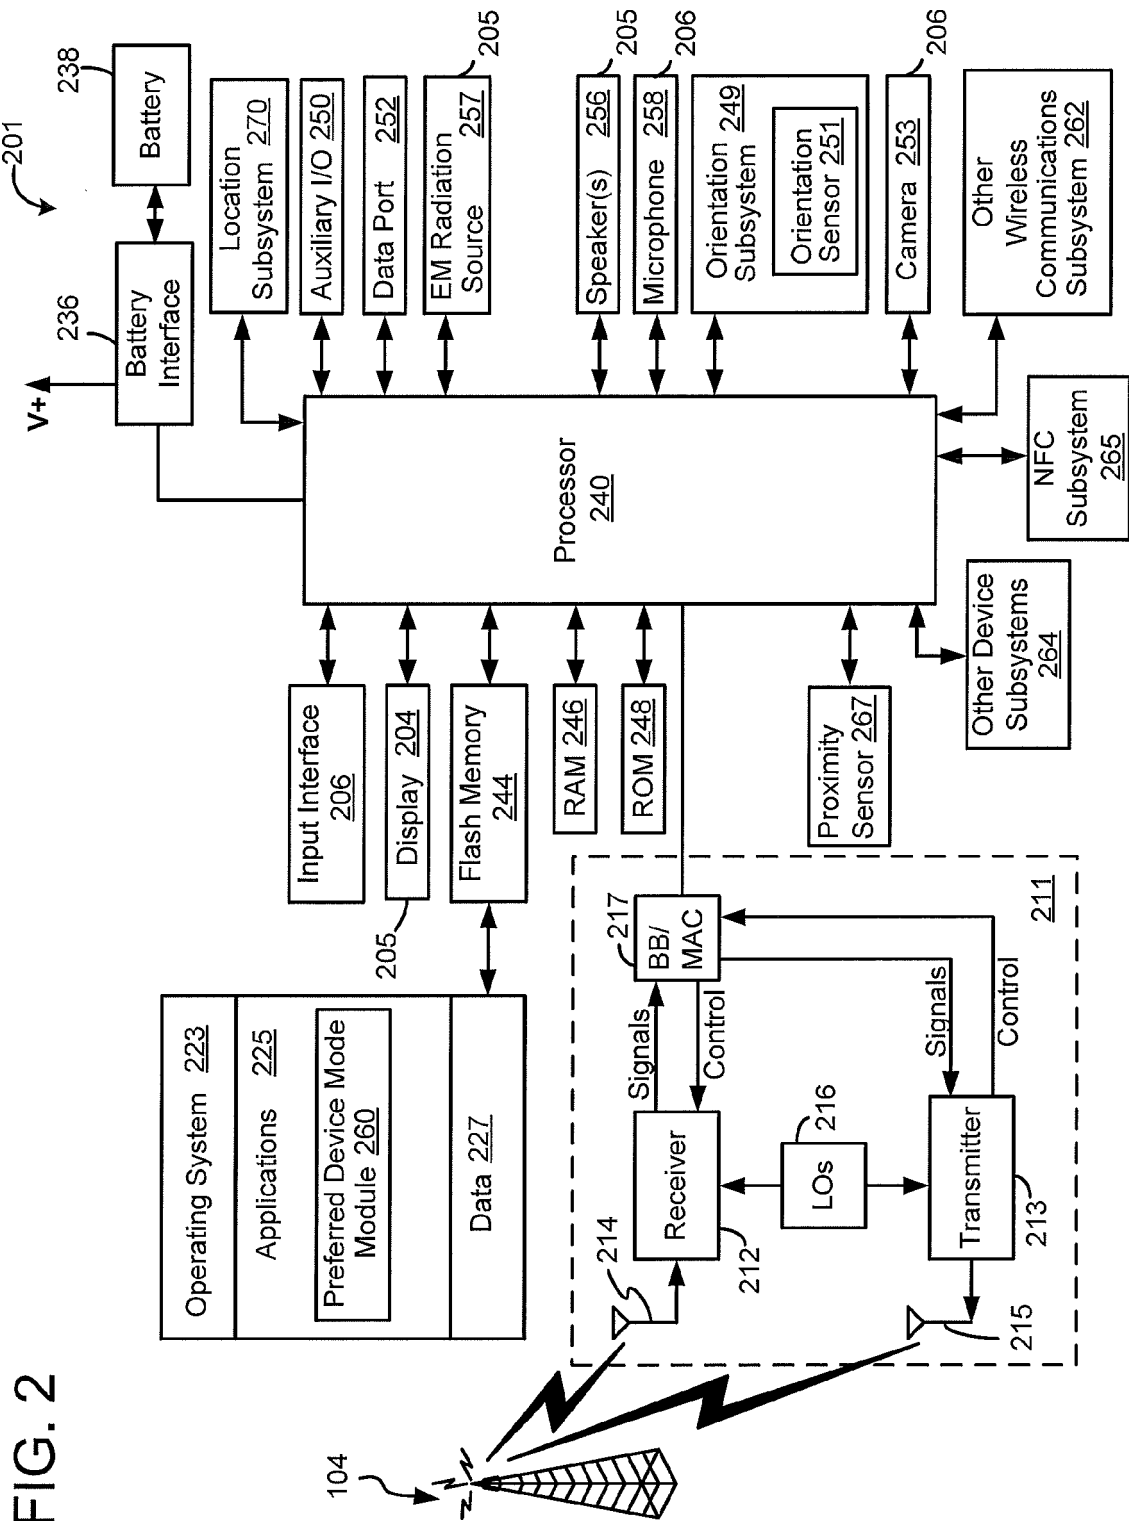 FIG. 2
201
V+
236
Battery
Interface
238
Battery
Location
Subsystem 270
Auxiliary I/O 250
Data Port 252
205
EM Radiation
Source 257
205
Speaker(s) 256
206
Microphone 258
Orientation
Subsystem 249
Orientation
Sensor 251
206
Camera 253
Other
Wireless
Communications
Subsystem 262
NFC
Subsystem
265
Processor
240
Input Interface
206
Display 204
205
Flash Memory
244
RAM 246
ROM 248
Proximity
Sensor 267
Other Device
Subsystems
264
Operating System 223
Applications 225
Preferred Device Mode
Module 260
Data 227
104
211
217
BB/
MAC
Signals
Control
Signals
Control
214
Receiver
212
LOs
216
Transmitter
213
215